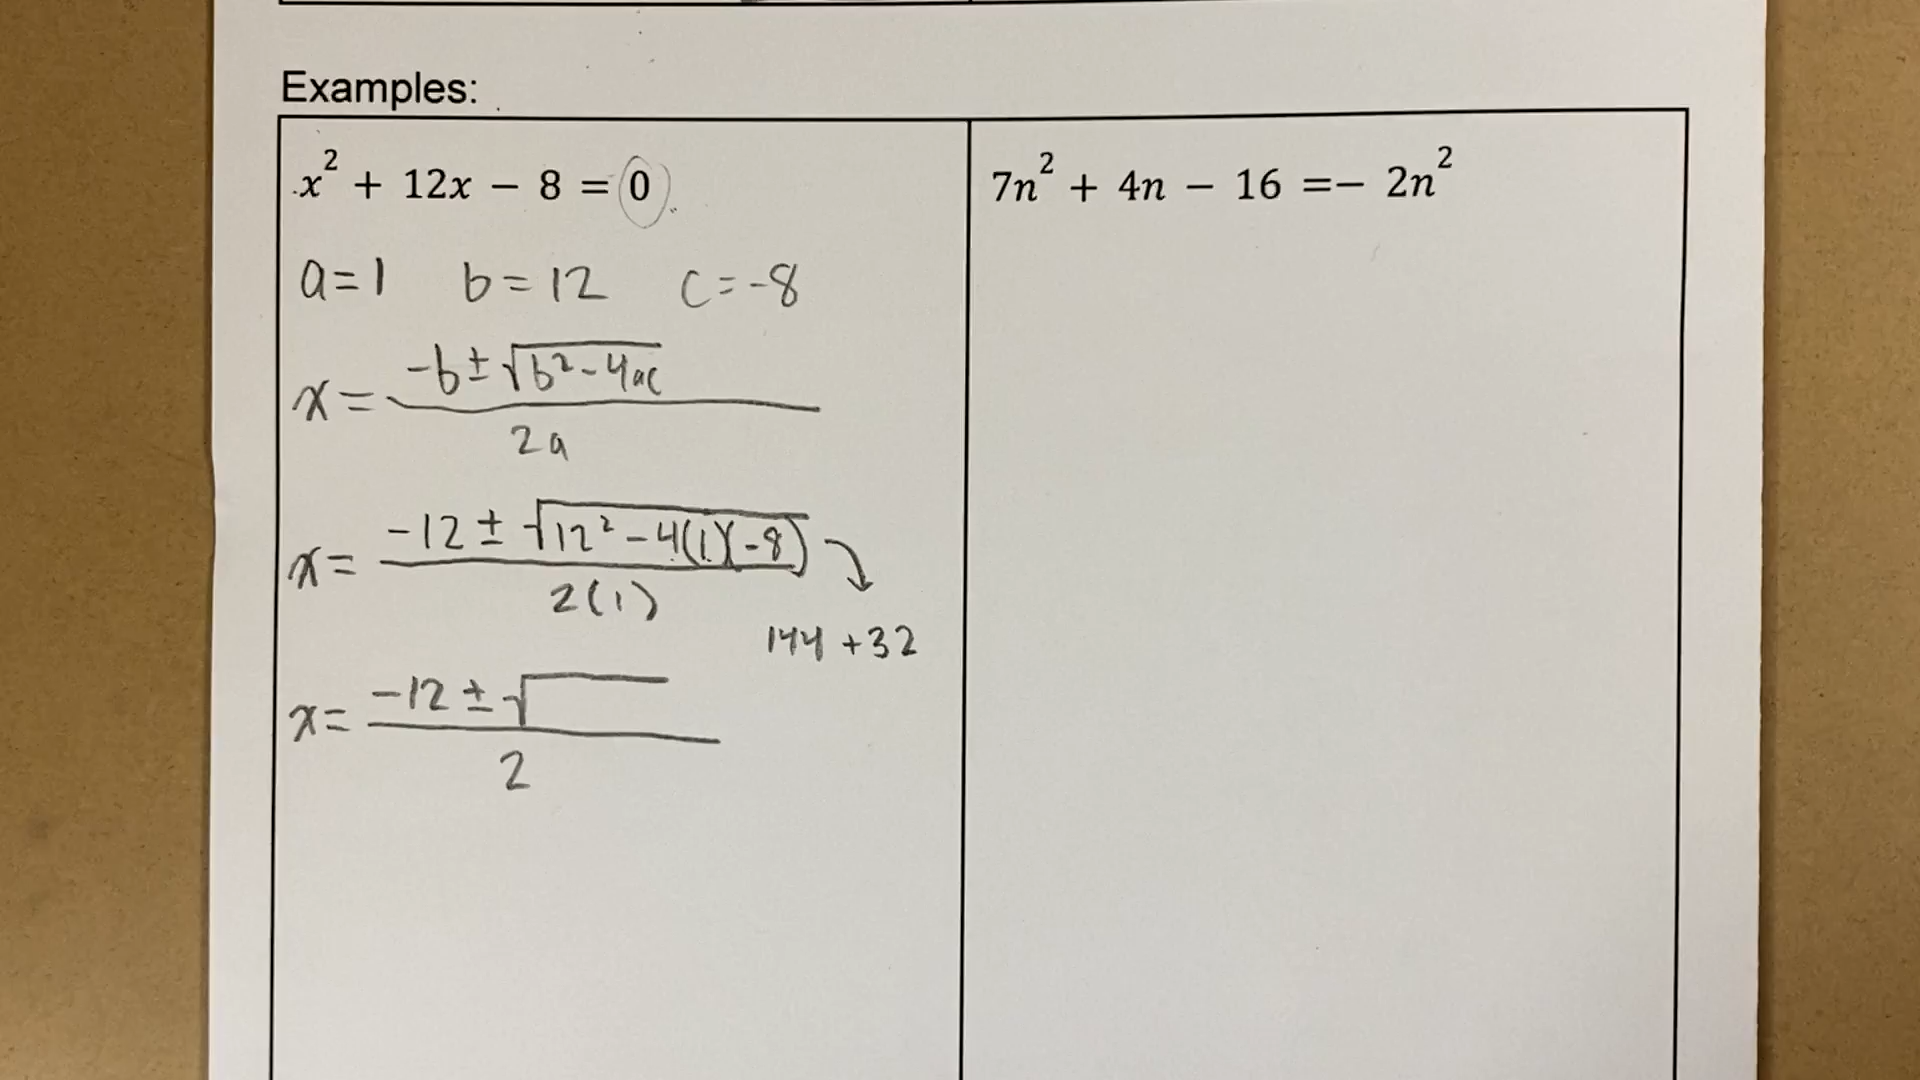 Examples:
x² + 12x − 8 = 0
a=1 b=12 c=-8
x = -b ± √b²-4ac
2a
x = -12 ± √12² - 4(1)(-8)
2(1)
144 + 32
x = -12 ± √
2
7n² + 4n − 16 =− 2n²